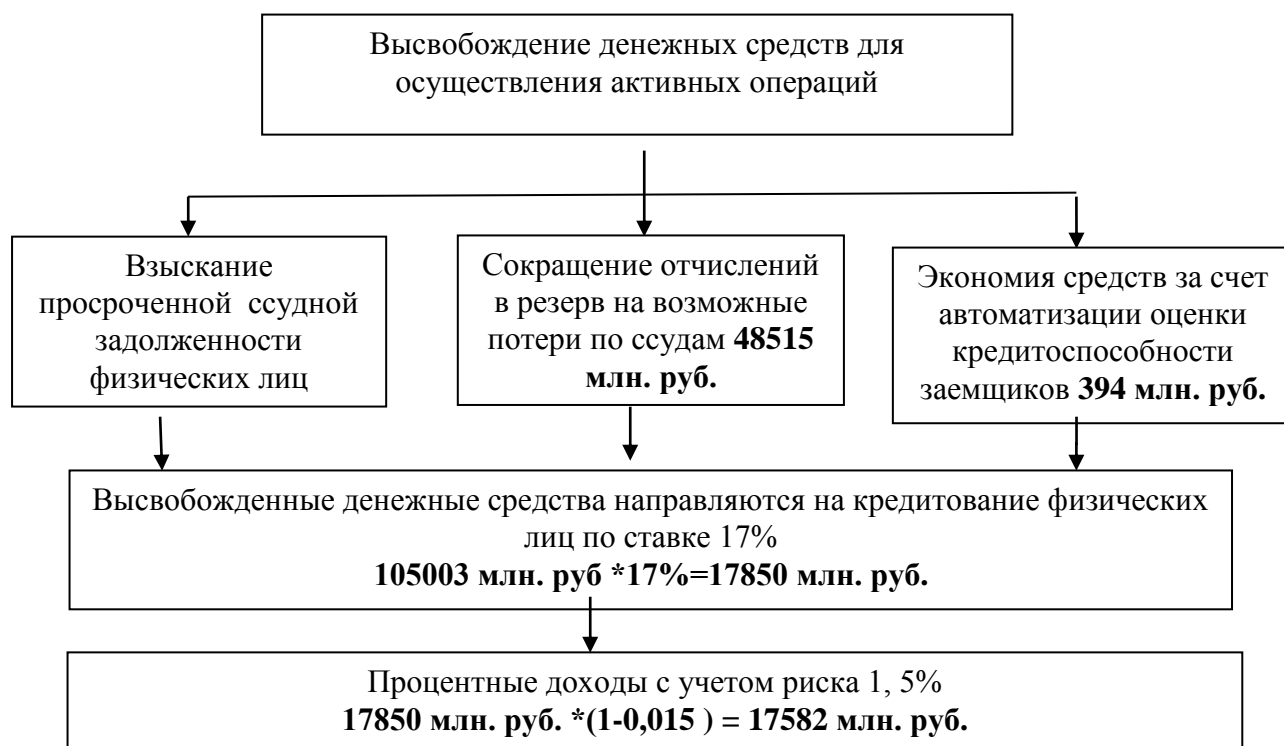 Высвобождение денежных средств для
осуществления активных операций
Взыскание
просроченной ссудной
задолженности
физических лиц
Сокращение отчислений
в резерв на возможные
потери по ссудам 48515
млн. руб.
Экономия средств за счет
автоматизации оценки
кредитоспособности
заемщиков 394 млн. руб.
Высвобожденные денежные средства направляются на кредитование физических
лиц по ставке 17%
105003 млн. руб *17%=17850 млн. руб.
Процентные доходы с учетом риска 1, 5%
17850 млн. руб. *(1-0,015 ) = 17582 млн. руб.